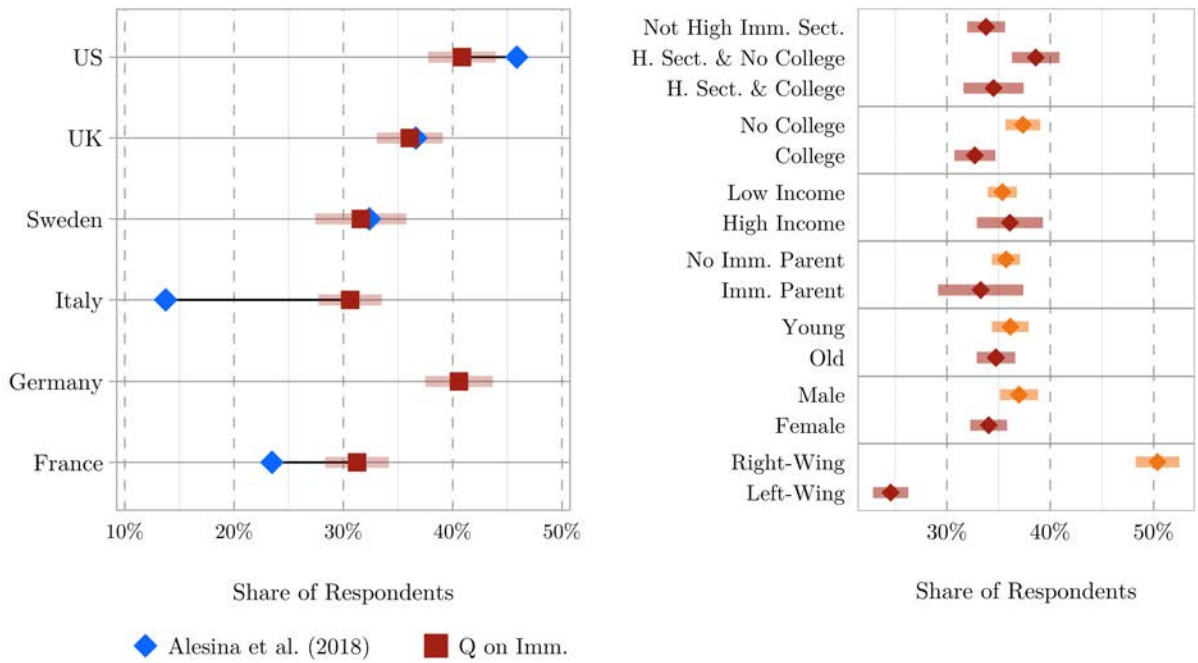 US
UK
Sweden
Italy
Germany
France
10% 20% 30% 40% 50%
Share of Respondents
Alesina et al. (2018) Q on Imm.
Not High Imm. Sect.
H. Sect. & No College
H. Sect. & College
No College
College
Low Income
High Income
No Imm. Parent
Imm. Parent
Young
Old
Male
Female
Right-Wing
Left-Wing
30% 40% 50%
Share of Respondents